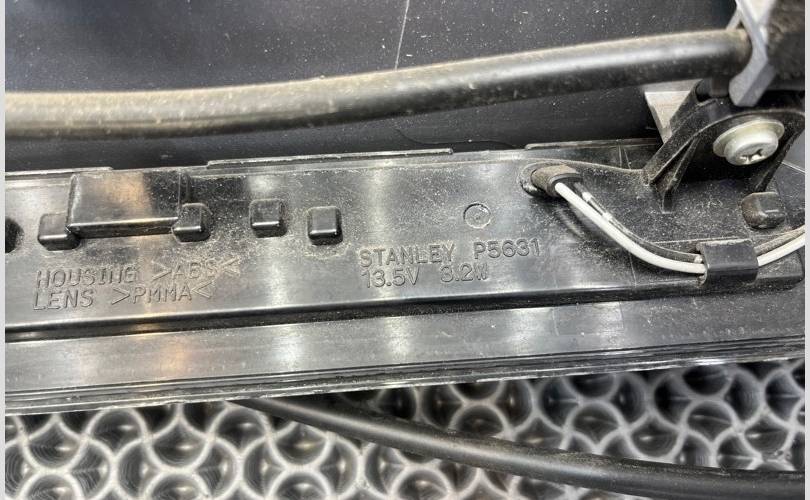 HOUSING >ABS<
LENS >PMMA<
STANLEY P5631
13.5V 3.2W